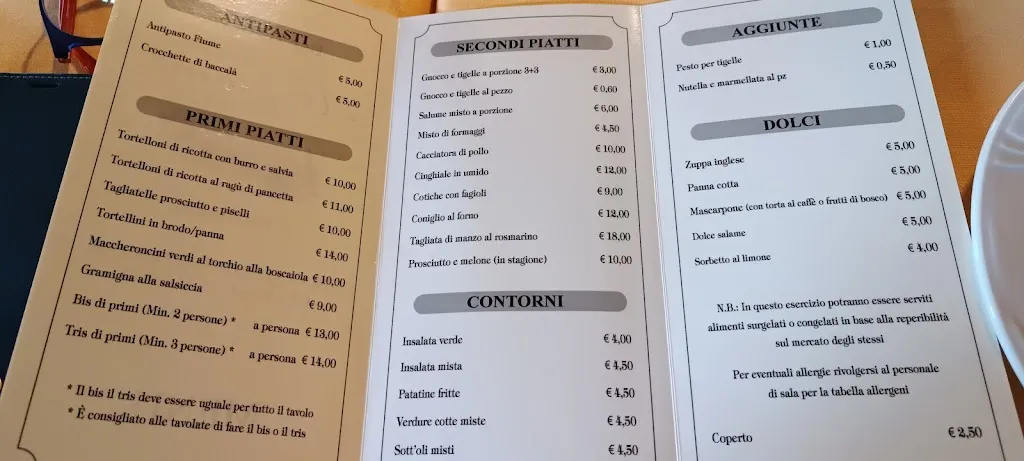 ANTIPASTI
Antipasto Fiume € 5,00
Crocchette di baccalà € 5,00
PRIMI PIATTI
Tortelloni di ricotta con burro e salvia € 10,00
Tortelloni di ricotta al ragù di pancetta € 11,00
Tagliatelle prosciutto e piselli € 10,00
Tortellini in brodo/panna € 14,00
Maccheroncini verdi al torchio alla boscaiola € 10,00
Gramigna alla salsiccia € 9,00
Bis di primi (Min. 2 persone) * a persona € 13,00
Tris di primi (Min. 3 persone) * a persona € 14,00
* Il bis il tris deve essere uguale per tutto il tavolo
* È consigliato alle tavolate di fare il bis o il tris
SECONDI PIATTI
Gnocco e tigelle a porzione 3+3 € 3,00
Gnocco e tigelle al pezzo € 0,60
Salume misto a porzione € 6,00
Misto di formaggi € 4,50
Cacciatora di pollo € 10,00
Cinghiale in umido € 12,00
Cotiche con fagioli € 9,00
Coniglio al forno € 12,00
Tagliata di manzo al rosmarino € 18,00
Prosciutto e melone (in stagione) € 10,00
CONTORNI
Insalata verde € 4,00
Insalata mista € 4,50
Patatine fritte € 4,50
Verdure cotte miste € 4,50
Sott'oli misti € 4,50
AGGIUNTE
Pesto per tigelle € 1,00
Nutella e marmellata al pz € 0,50
DOLCI
Zuppa inglese € 5,00
Panna cotta € 5,00
Mascarpone (con torta al caffè o frutti di bosco) € 5,00
Dolce salame € 5,00
Sorbetto al limone € 4,00
N.B.: In questo esercizio potranno essere serviti
alimenti surgelati o congelati in base alla reperibilità
sul mercato degli stessi
Per eventuali allergie rivolgersi al personale
di sala per la tabella allergeni
Coperto € 2,50